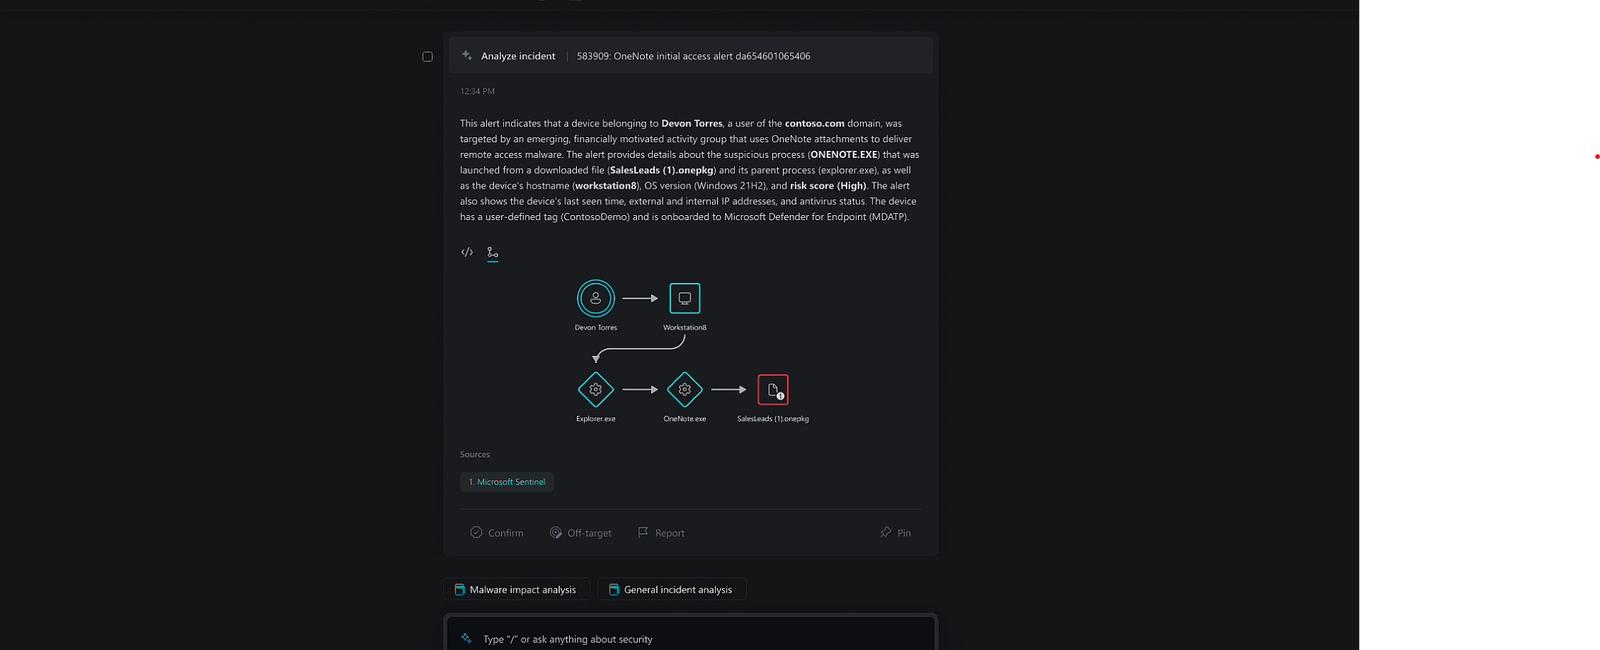 Analyze incident | 583909: OneNote initial access alert da654601065406
12:34 PM
This alert indicates that a device belonging to Devon Torres, a user of the contoso.com domain, was
targeted by an emerging, financially motivated activity group that uses OneNote attachments to deliver
remote access malware. The alert provides details about the suspicious process (ONENOTE.EXE) that was
launched from a downloaded file (SalesLeads (1).onepkg) and its parent process (explorer.exe), as well
as the device's hostname (workstation8), OS version (Windows 21H2), and risk score (High). The alert
also shows the device's last seen time, external and internal IP addresses, and antivirus status. The device
has a user-defined tag (ContosoDemo) and is onboarded to Microsoft Defender for Endpoint (MDATP).
Devon Torres
Workstation8
Explorer.exe
OneNote.exe
SalesLeads (1).onepkg
Sources
1. Microsoft Sentinel
Confirm
Off-target
Report
Pin
Malware impact analysis
General incident analysis
Type "/" or ask anything about security